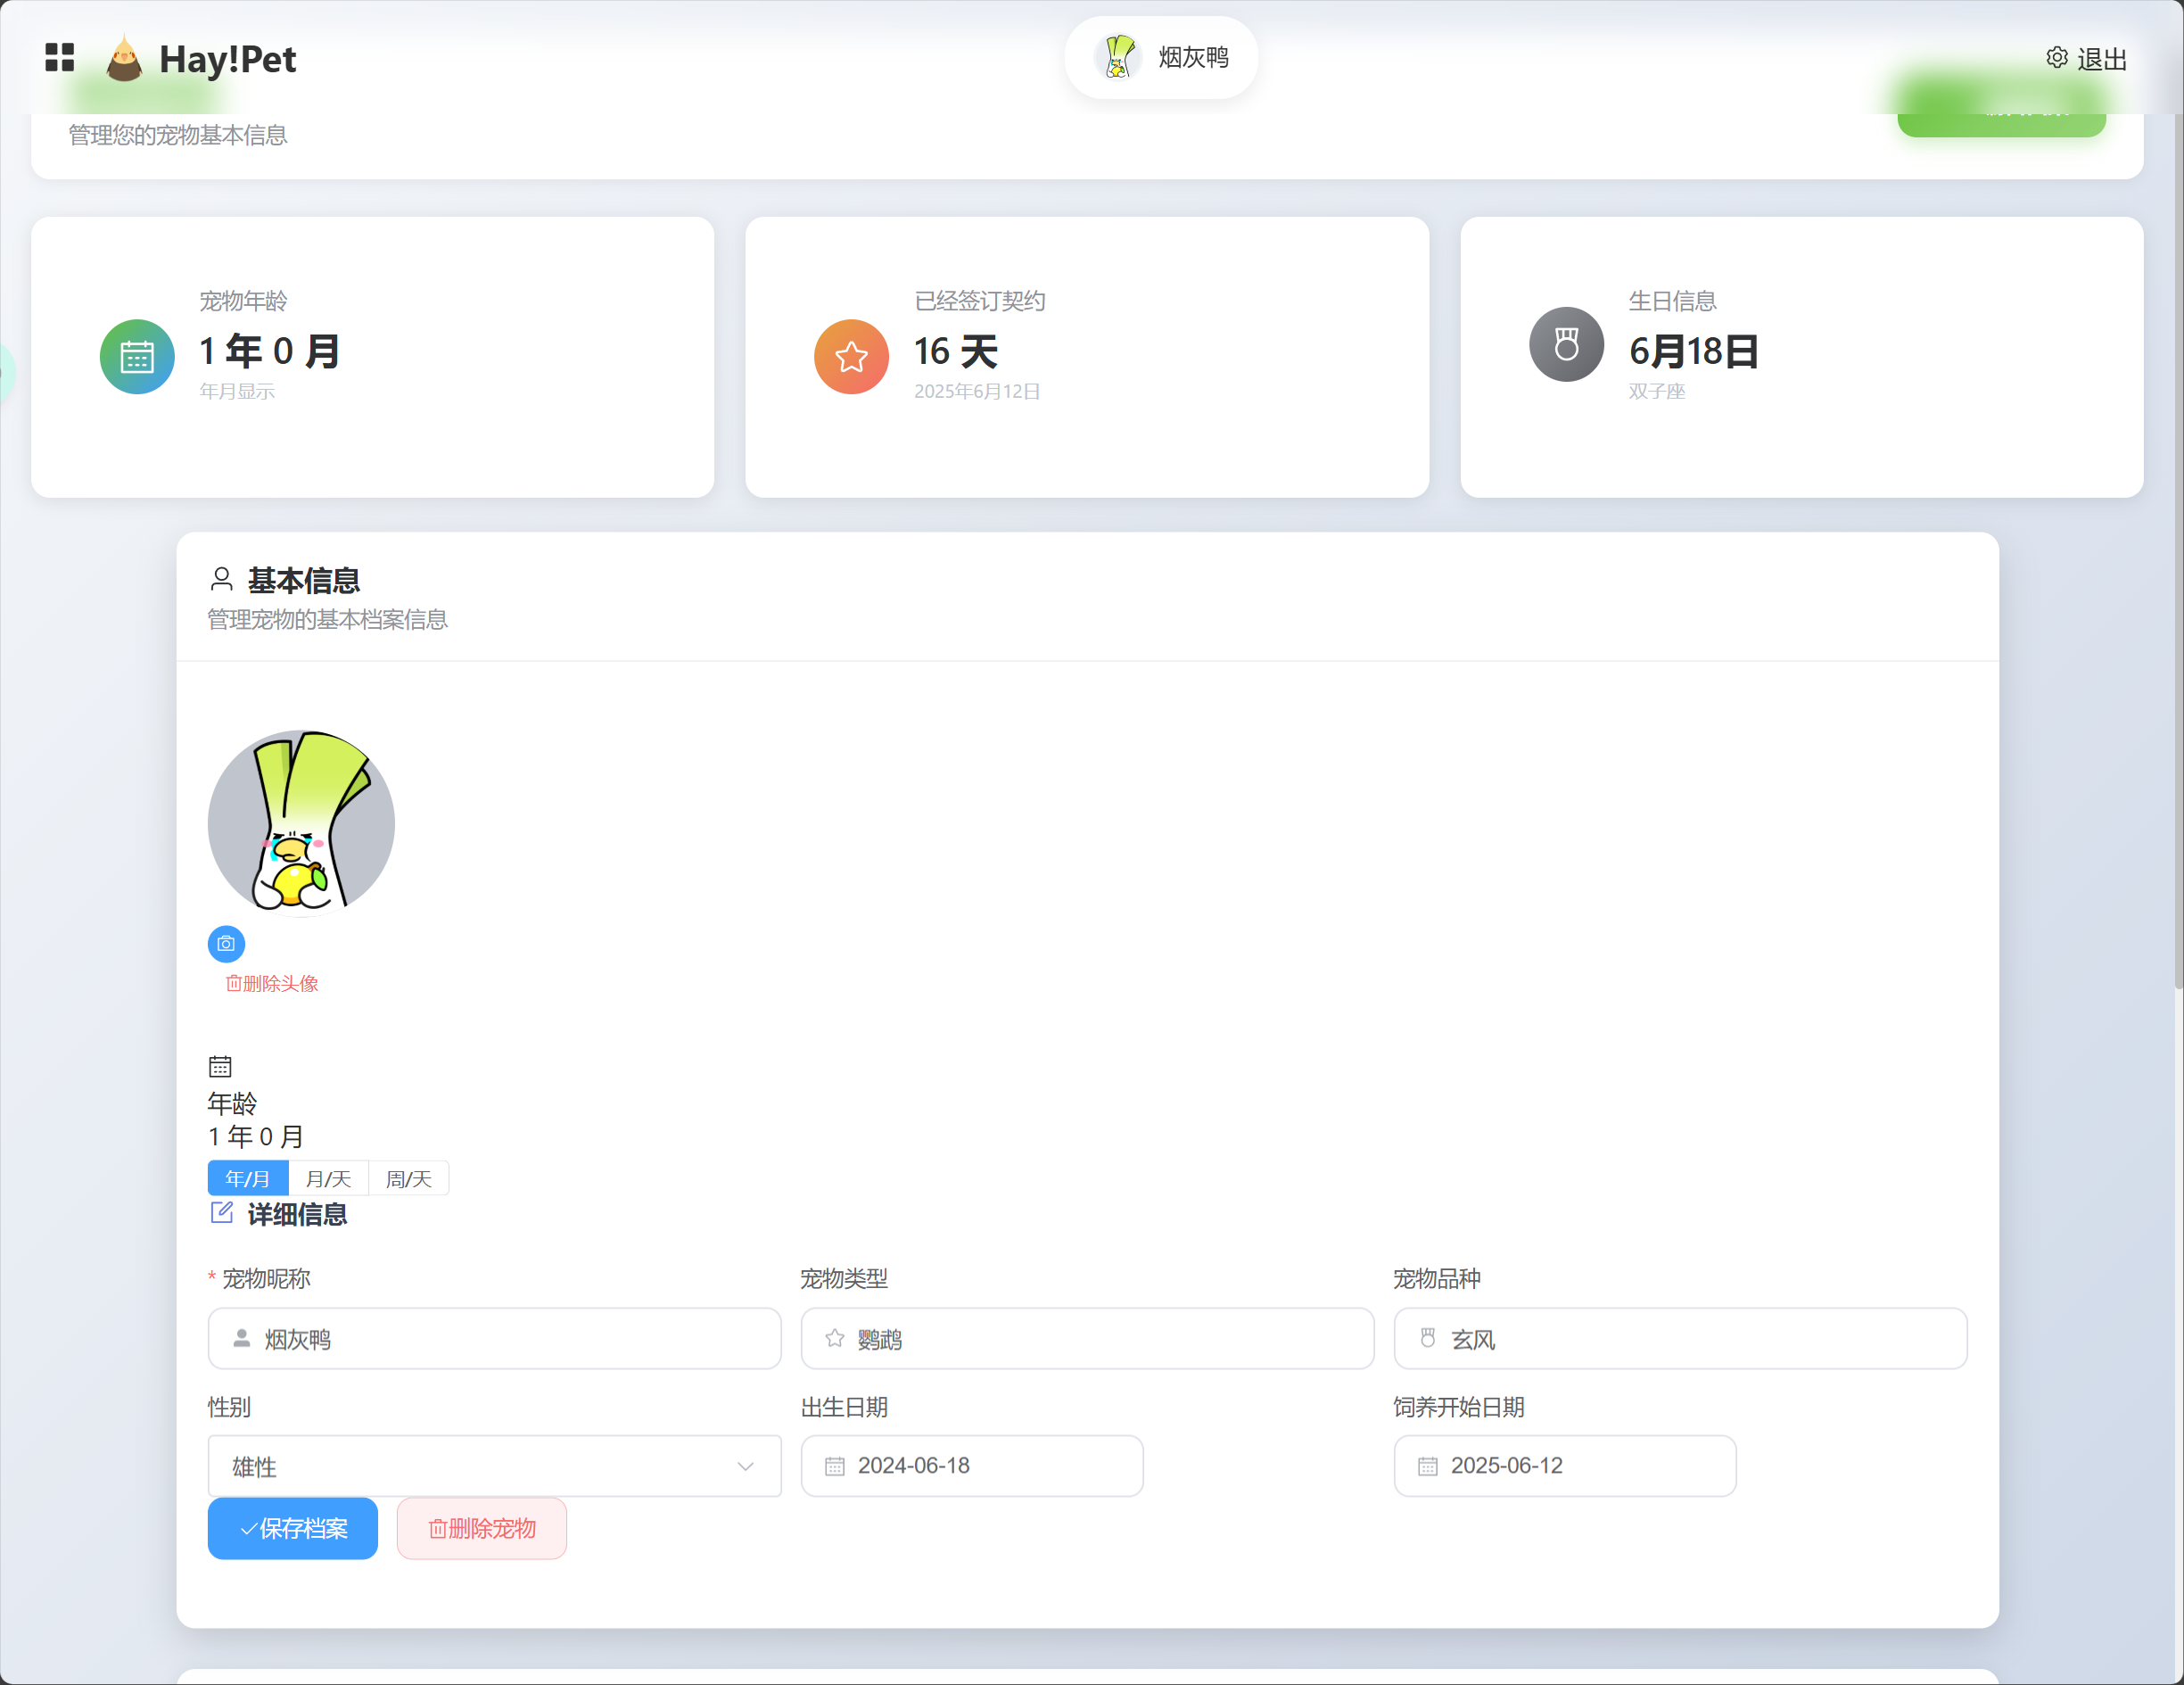 Hay!Pet
烟灰鸭
退出
管理您的宠物基本信息
宠物年龄
1 年 0 月
年月显示
已经签订契约
16 天
2025年6月12日
生日信息
6月18日
双子座
基本信息
管理宠物的基本档案信息
删除头像
年龄
1 年 0 月
年/月 月/天 周/天
详细信息
* 宠物昵称 宠物类型 宠物品种
烟灰鸭 鹦鹉 玄风
性别 出生日期 饲养开始日期
雄性 2024-06-18 2025-06-12
保存档案 删除宠物